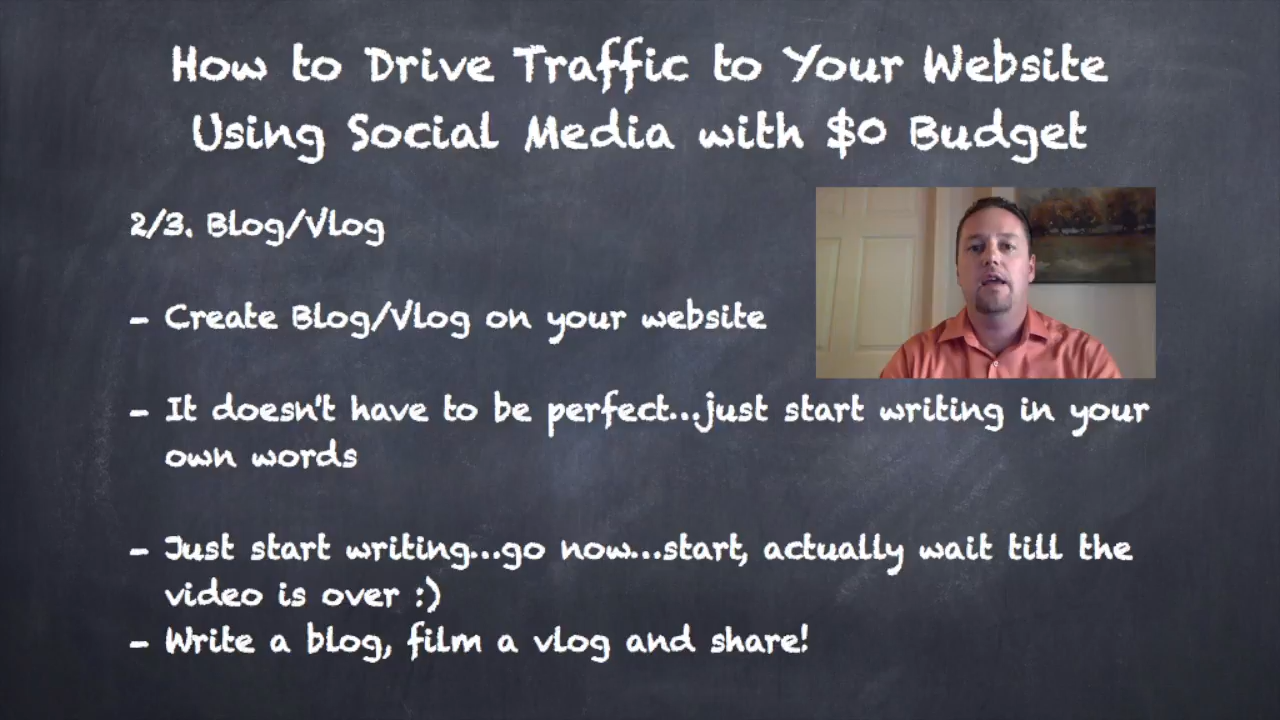 How to Drive Traffic to Your Website
Using Social Media with $0 Budget
2/3. Blog/Vlog
- Create Blog/Vlog on your website
- It doesn't have to be perfect...just start writing in your
own words
- Just start writing...go now...start, actually wait till the
video is over :)
- Write a blog, film a vlog and share!